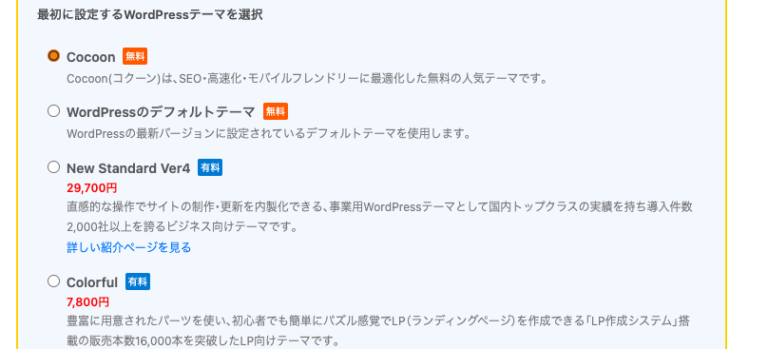 最初に設定するWordPressテーマを選択
Cocoon 無料
Cocoon(コクーン)は、SEO・高速化・モバイルフレンドリーに最適化した無料の人気テーマです。
WordPressのデフォルトテーマ 無料
WordPressの最新バージョンに設定されているデフォルトテーマを使用します。
New Standard Ver4 有料
29,700円
直感的な操作でサイトの制作・更新を内製化できる、事業用WordPressテーマとして国内トップクラスの実績を持ち導入件数
2,000社以上を誇るビジネス向けテーマです。
詳しい紹介ページを見る
Colorful 有料
7,800円
豊富に用意されたパーツを使い、初心者でも簡単にパズル感覚でLP（ランディングページ）を作成できる「LP作成システム」搭
載の販売本数16,000本を突破したLP向けテーマです。